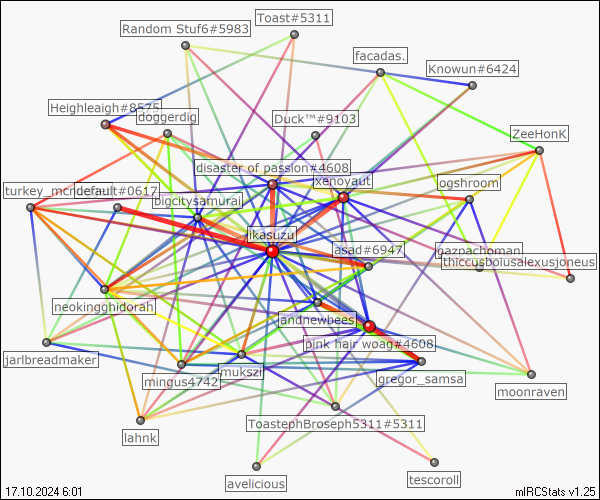 Toast#5311
Random Stuf6#5983
facadas.
Knowun#6424
Heighleigh#8575
doggerdig
Duck™#9103
ZeeHonK
disaster of passion#4608
xenoyaut
ogshroom
turkey_mcn
default#0617
bigcitysamurai
ikasuzu
asad#6947
gazpachoman
thiccusboiusalexusjoneus
neokingghidorah
andnewbees
pink hair woag#4608
jarlbreadmaker
mingus4742
mukszi
gregor_samsa
moonraven
ToastephBroseph5311#5311
lahnk
avelicious
tescoroll
17.10.2024 6:01
mIRCStats v1.25